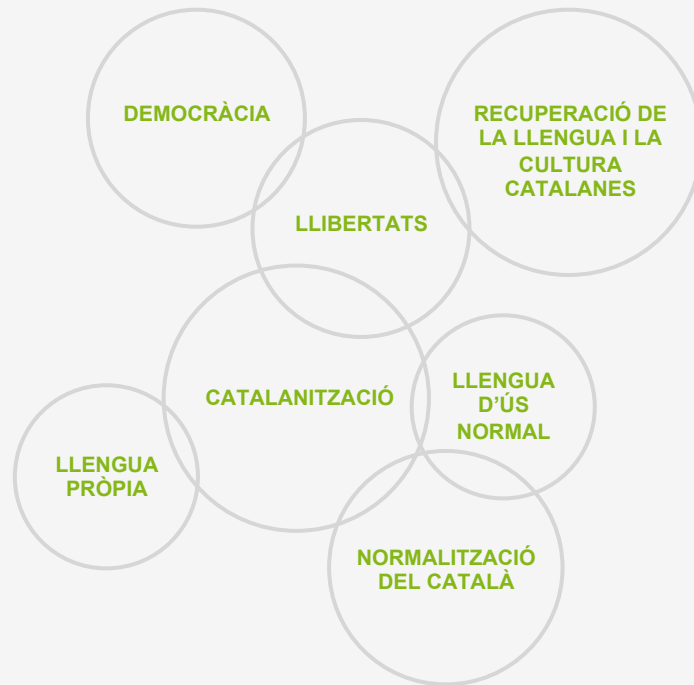 DEMOCRÀCIA
RECUPERACIÓ DE
LA LLENGUA I LA
CULTURA
CATALANES
LLIBERTATS
CATALANITZACIÓ
LLENGUA
D’ÚS
NORMAL
LLENGUA
PRÒPIA
NORMALITZACIÓ
DEL CATALÀ